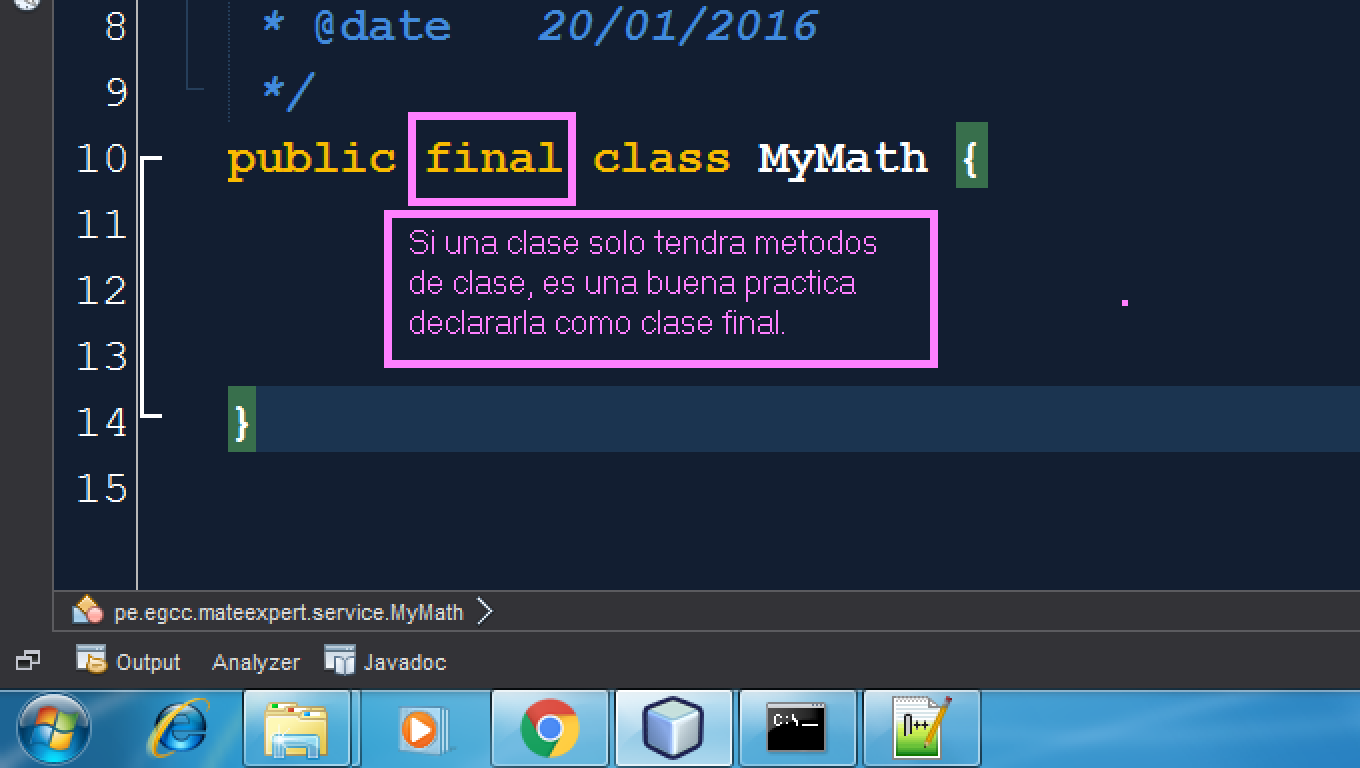 8 * @date 20/01/2016
9 */
10 public final class MyMath {
Si una clase solo tendra metodos
11
de clase, es una buena practica
12
declararla como clase final.
13
14 }
15
pe.egcc.mateexpert.service.MyMath
Output Analyzer Javadoc
C:\